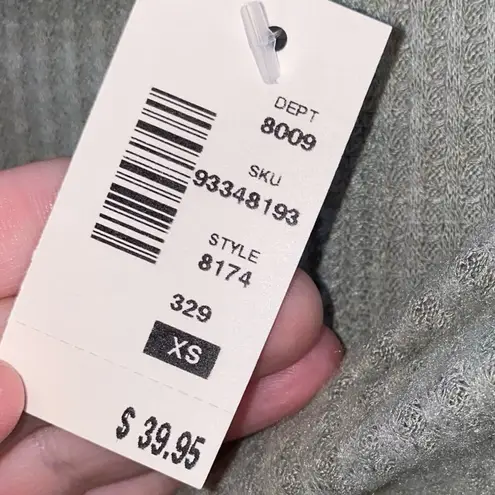 DEPT
8009
SKU
93348193
STYLE
8174
329
XS
$ 39.95